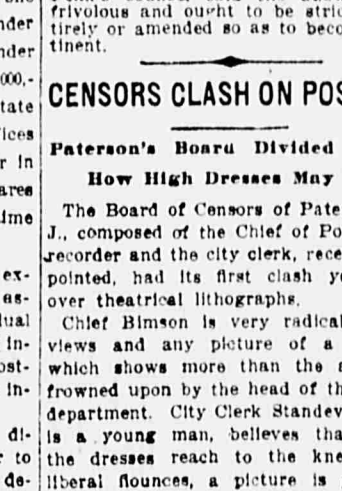 nder
nder
000,-
tate
ices
r in
ares
ime
ex-
as-
dual
in-
ost-
in-
di-
r to
de-
frivolous and ought to be stric
tirely or amended so as to beco
tinent.
CENSORS CLASH ON POS
Paterson's Board Divided
How High Dresses May
The Board of Censors of Pate
J., composed of the Chief of Po
recorder and the city clerk, rece
pointed, had its first clash ye
over theatrical lithographs.
Chief Bimson is very radical
views and any picture of a
which shows more than the a
frowned upon by the head of th
department. City Clerk Standev
is a young man, believes tha
the dresses reach to the kne
liberal flounces, a picture is